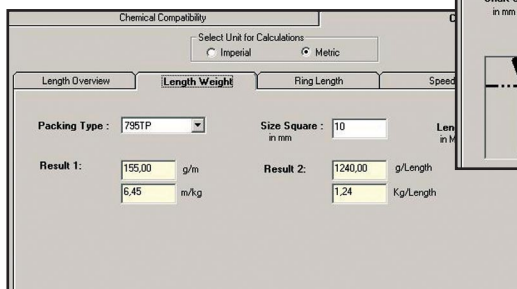 Chemical Compatibility
in mm
Select Unit for Calculations
Imperial Metric
Length Overview Length Weight Ring Length Speed
Packing Type : 795TP Size Square : 10
in mm
Result 1: 155,00 g/m Result 2: 1240,00 g/Length
6,45 m/kg 1,24 Kg/Length